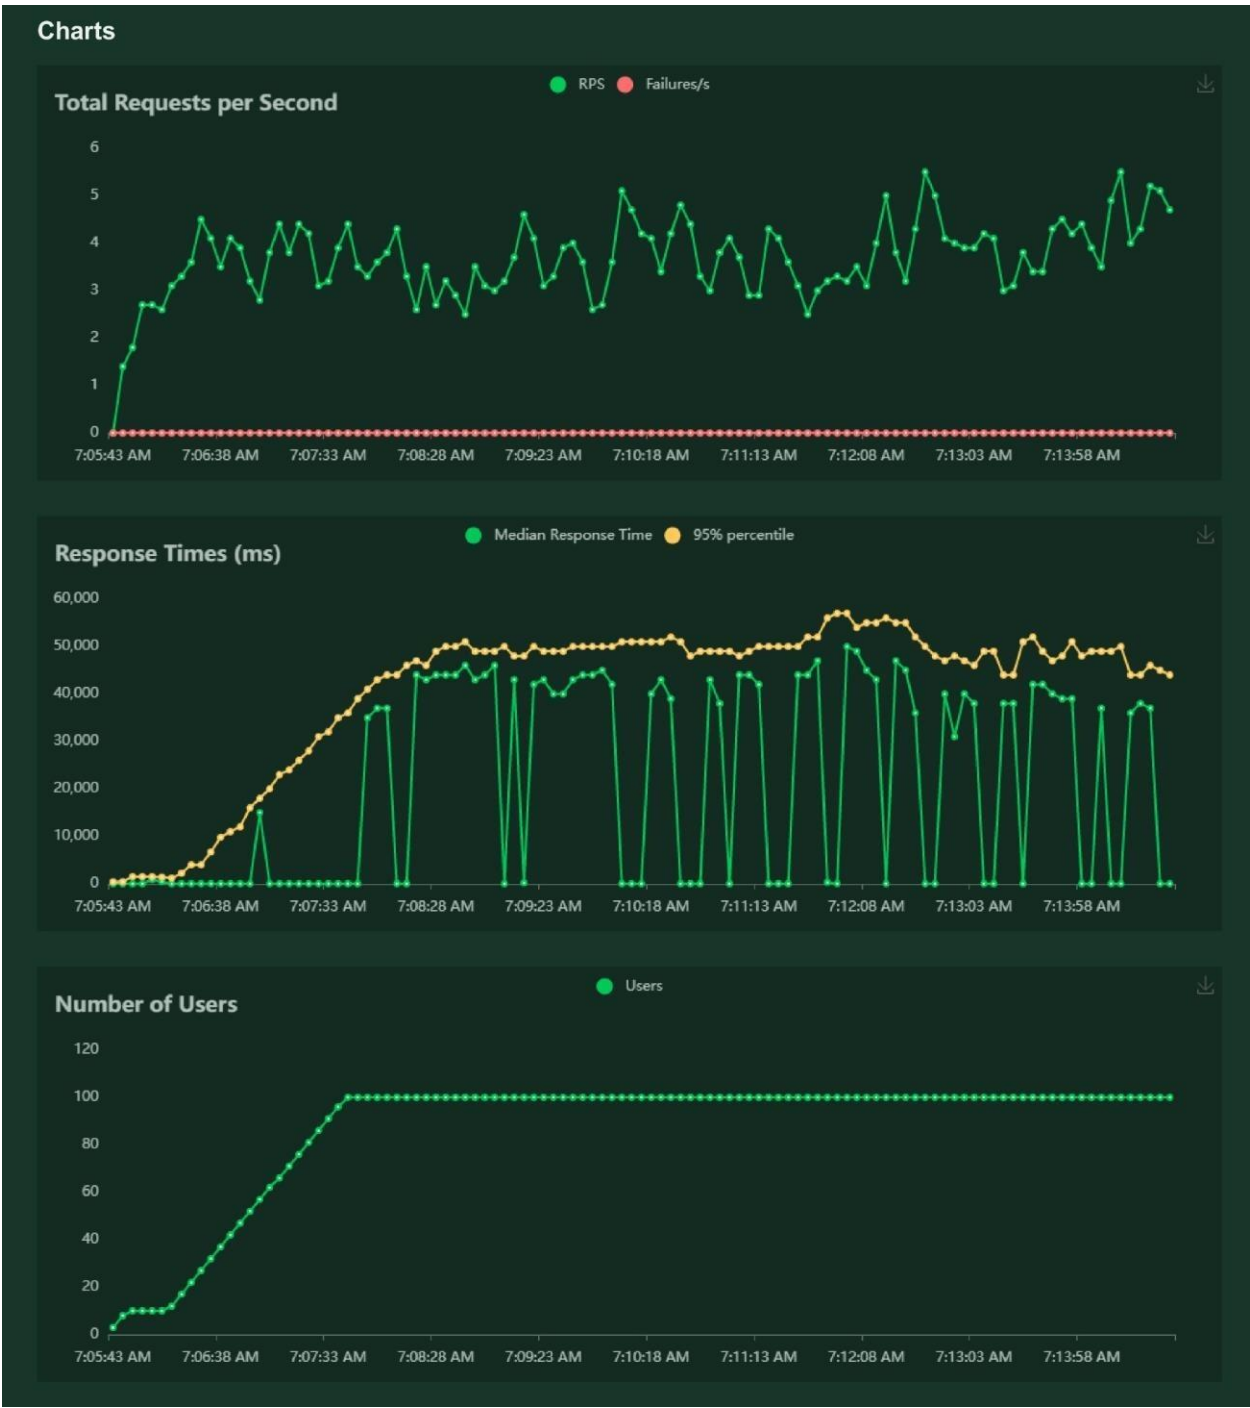 Charts
RPS Failures/s
Total Requests per Second
6
5
4
3
2
1
0
7:05:43 AM 7:06:38 AM 7:07:33 AM 7:08:28 AM 7:09:23 AM 7:10:18 AM 7:11:13 AM 7:12:08 AM 7:13:03 AM 7:13:58 AM
Median Response Time 95% percentile
Response Times (ms)
60,000
50,000
40,000
30,000
20,000
10,000
0
7:05:43 AM 7:06:38 AM 7:07:33 AM 7:08:28 AM 7:09:23 AM 7:10:18 AM 7:11:13 AM 7:12:08 AM 7:13:03 AM 7:13:58 AM
Users
Number of Users
120
100
80
60
40
20
0
7:05:43 AM 7:06:38 AM 7:07:33 AM 7:08:28 AM 7:09:23 AM 7:10:18 AM 7:11:13 AM 7:12:08 AM 7:13:03 AM 7:13:58 AM